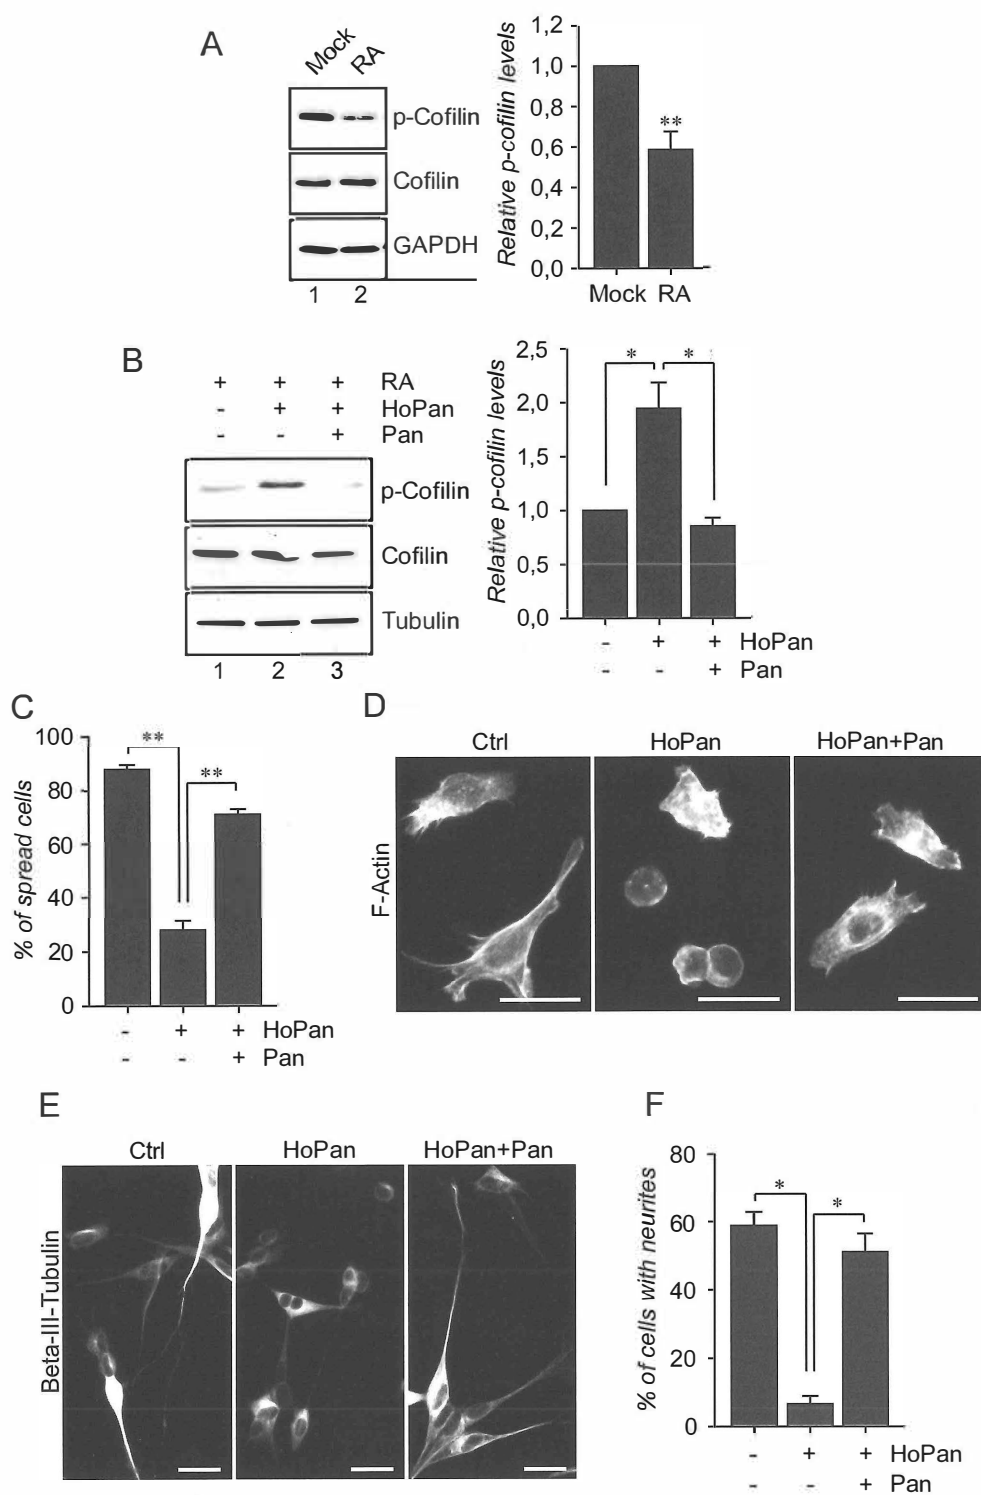 A
Mock RA
p-Cofilin
Cofilin
GAPDH
1 2
Relative p-cofilin levels
1,2
1,0
0,8
0,6
0,4
0,2
0,0
**
Mock RA
B
+ + + RA
- + + HoPan
- - + Pan
p-Cofilin
Cofilin
Tubulin
1 2 3
Relative p-cofilin levels
2,5
2,0
1,5
1,0
0,5
0,0
* *
- + + HoPan
- - + Pan
C
% of spread cells
100
80
60
40
20
0
** **
- + + HoPan
- - + Pan
D
Ctrl HoPan HoPan+Pan
F-Actin
E
Ctrl HoPan HoPan+Pan
Beta-III-Tubulin
F
% of cells with neurites
80
60
40
20
0
* *
- + + HoPan
- - + Pan